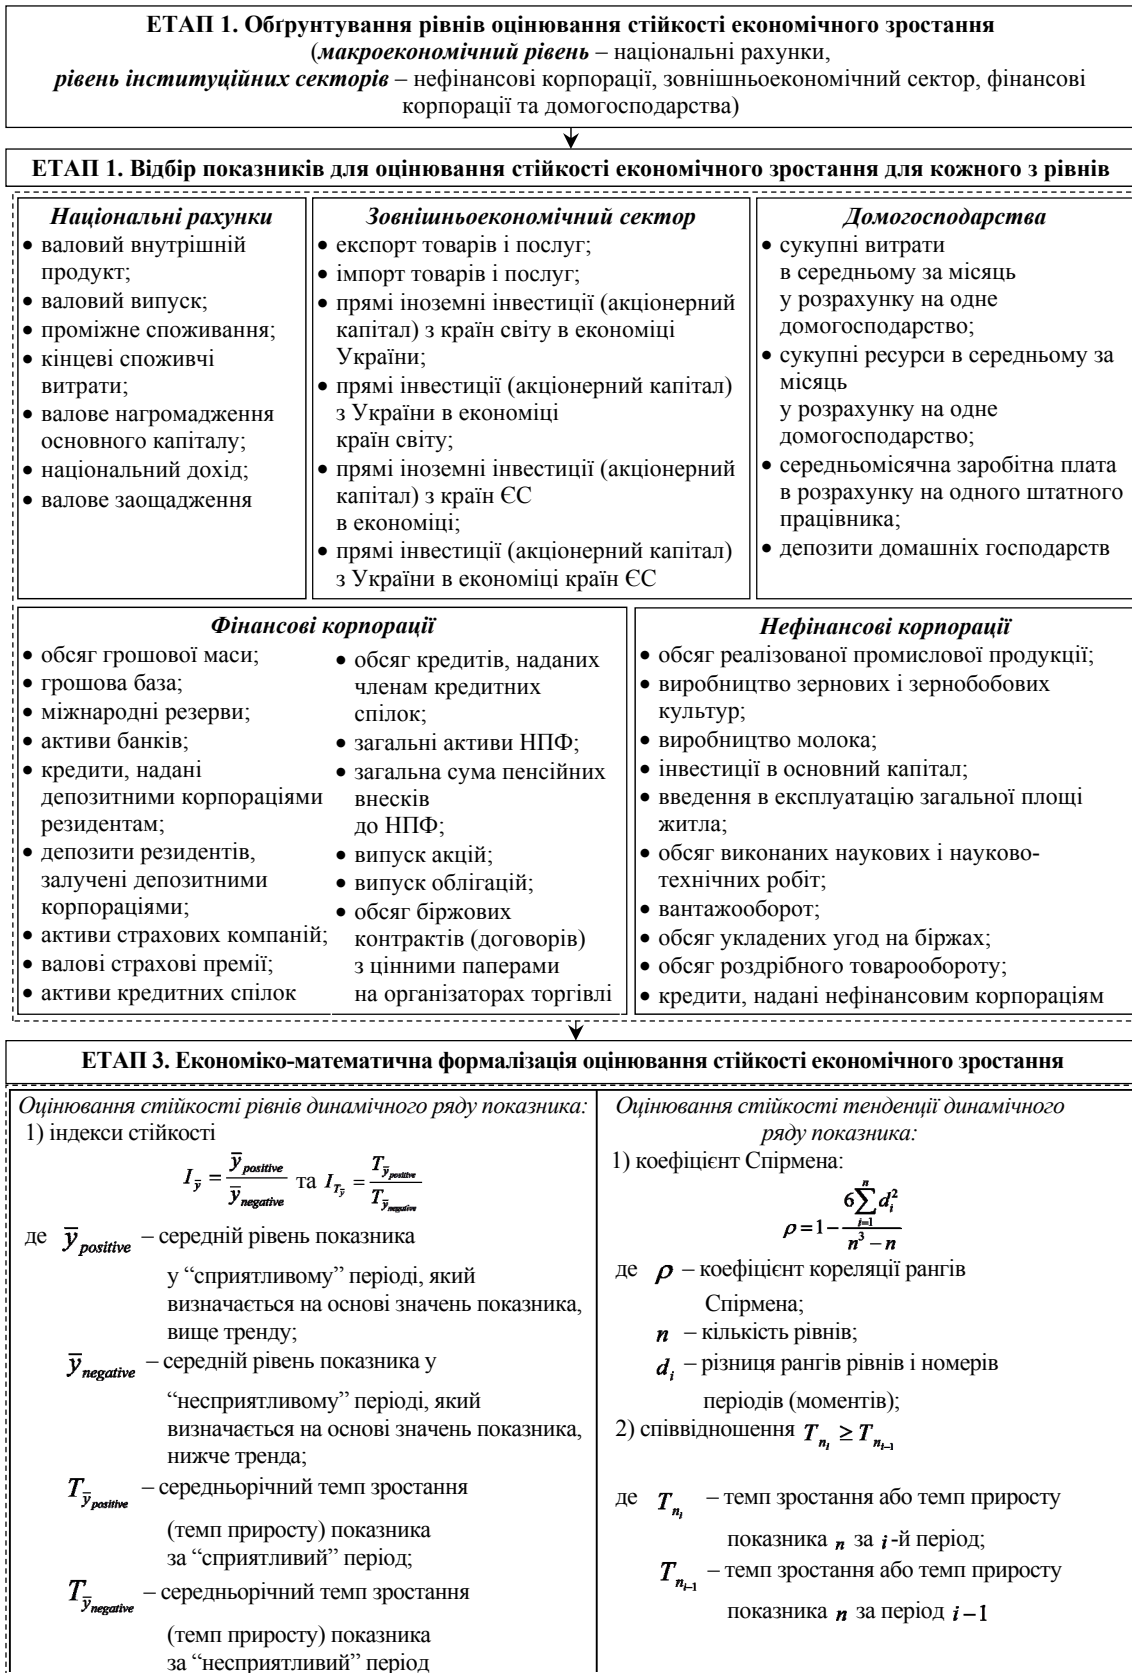 ЕТАП 1. Обґрунтування рівнів оцінювання стійкості економічного зростання
(макроекономічний рівень – національні рахунки,
рівень інституційних секторів – нефінансові корпорації, зовнішньоекономічний сектор, фінансові
корпорації та домогосподарства)
ЕТАП 1. Відбір показників для оцінювання стійкості економічного зростання для кожного з рівнів
Національні рахунки
• валовий внутрішній
продукт;
• валовий випуск;
• проміжне споживання;
• кінцеві споживчі
витрати;
• валове нагромадження
основного капіталу;
• національний дохід;
• валове заощадження
Зовнішньоекономічний сектор
• експорт товарів і послуг;
• імпорт товарів і послуг;
• прямі іноземні інвестиції (акціонерний
капітал) з країн світу в економіці
України;
• прямі інвестиції (акціонерний капітал)
з України в економіці
країн світу;
• прямі іноземні інвестиції (акціонерний
капітал) з країн ЄС
в економіці;
• прямі інвестиції (акціонерний капітал)
з України в економіці країн ЄС
Домогосподарства
• сукупні витрати
в середньому за місяць
у розрахунку на одне
домогосподарство;
• сукупні ресурси в середньому за
місяць
у розрахунку на одне
домогосподарство;
• середньомісячна заробітна плата
в розрахунку на одного штатного
працівника;
• депозити домашніх господарств
Фінансові корпорації
• обсяг грошової маси;
• грошова база;
• міжнародні резерви;
• активи банків;
• кредити, надані
депозитними корпораціями
резидентам;
• депозити резидентів,
залучені депозитними
корпораціями;
• активи страхових компаній;
• валові страхові премії;
• активи кредитних спілок
• обсяг кредитів, наданих
членам кредитних
спілок;
• загальні активи НПФ;
• загальна сума пенсійних
внесків
до НПФ;
• випуск акцій;
• випуск облігацій;
• обсяг біржових
контрактів (договорів)
з цінними паперами
на організаторах торгівлі
Нефінансові корпорації
• обсяг реалізованої промислової продукції;
• виробництво зернових і зернобобових
культур;
• виробництво молока;
• інвестиції в основний капітал;
• введення в експлуатацію загальної площі
житла;
• обсяг виконаних наукових і науково-
технічних робіт;
• вантажооборот;
• обсяг укладених угод на біржах;
• обсяг роздрібного товарообороту;
• кредити, надані нефінансовим корпораціям
ЕТАП 3. Економіко-математична формалізація оцінювання стійкості економічного зростання
Оцінювання стійкості рівнів динамічного ряду показника:
1) індекси стійкості
I_ȳ = ȳ_positive / ȳ_negative та I_T_ȳ = T_ȳ_positive / T_ȳ_negative
де ȳ_positive – середній рівень показника
у “сприятливому” періоді, який
визначається на основі значень показника,
вище тренду;
ȳ_negative – середній рівень показника у
“несприятливому” періоді, який
визначається на основі значень показника,
нижче тренда;
T_ȳ_positive – середньорічний темп зростання
(темп приросту) показника
за “сприятливий” період;
T_ȳ_negative – середньорічний темп зростання
(темп приросту) показника
за “несприятливий” період
Оцінювання стійкості тенденції динамічного
ряду показника:
1) коефіцієнт Спірмена:
ρ = 1 − 6∑_{i=1}^{n} d_i² / (n³ − n)
де ρ – коефіцієнт кореляції рангів
Спірмена;
n – кількість рівнів;
d_i – різниця рангів рівнів і номерів
періодів (моментів);
2) співвідношення T_{n_i} ≥ T_{n_{i−1}}
де T_{n_i} – темп зростання або темп приросту
показника n за i-й період;
T_{n_{i−1}} – темп зростання або темп приросту
показника n за період i−1